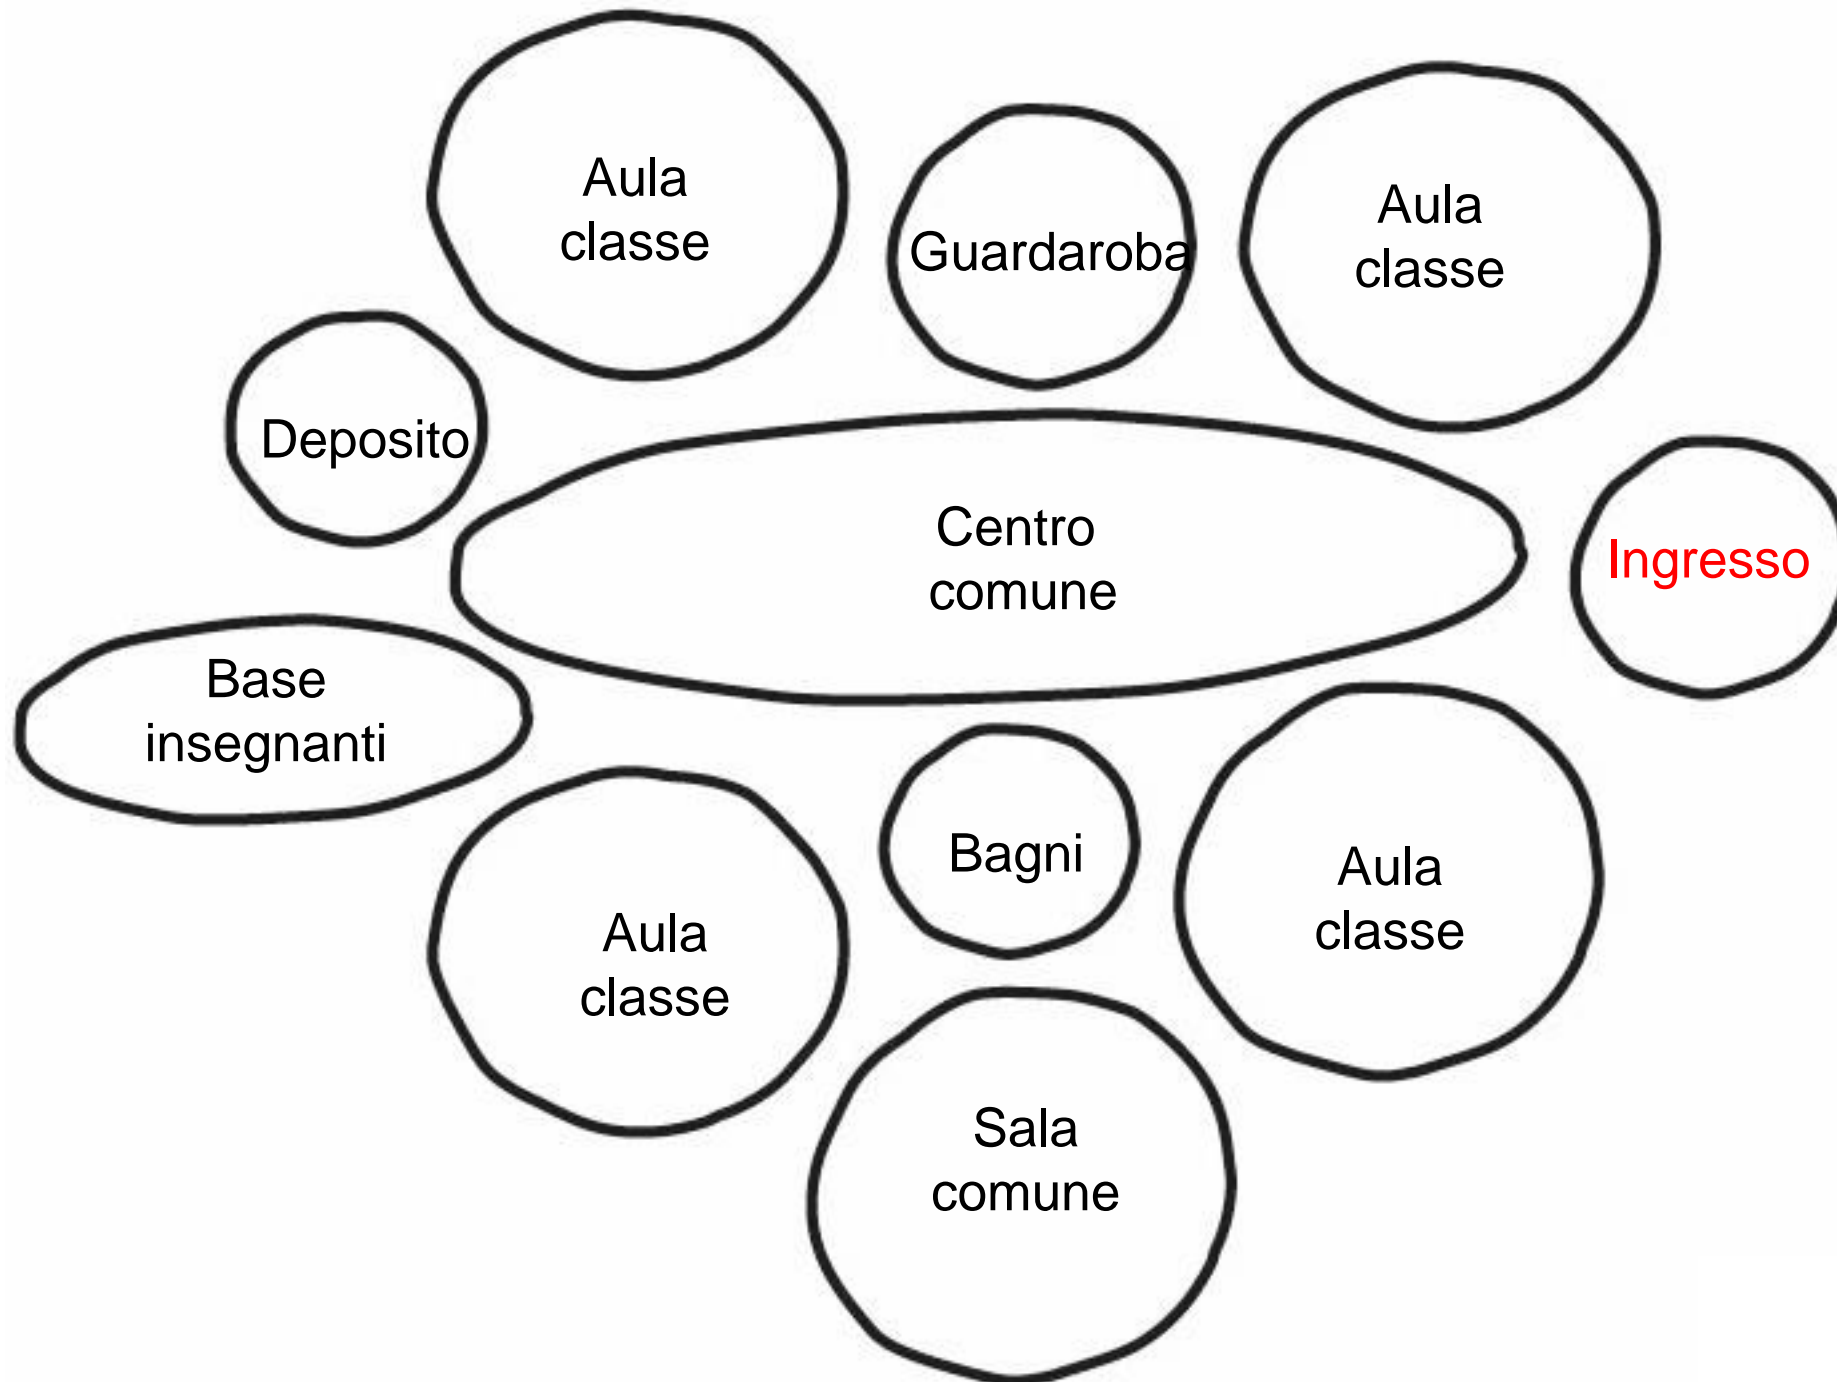 Aula
classe
Guardaroba
Aula
classe
Deposito
Centro
comune
Ingresso
Base
insegnanti
Bagni
Aula
classe
Aula
classe
Sala
comune